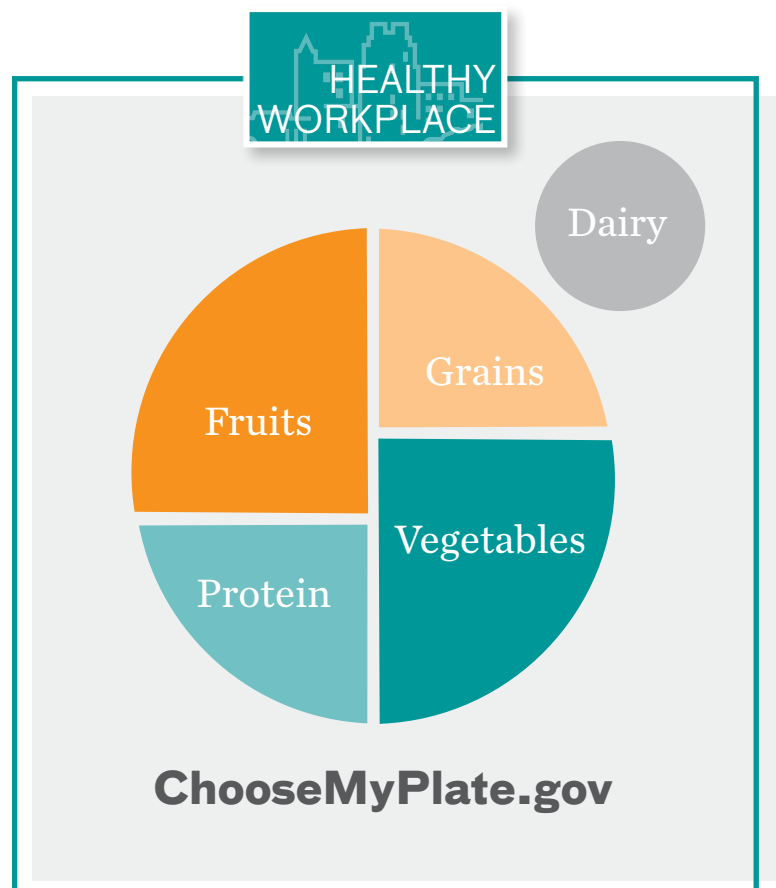 HEALTHY
WORKPLACE
Dairy
Grains
Fruits
Vegetables
Protein
ChooseMyPlate.gov